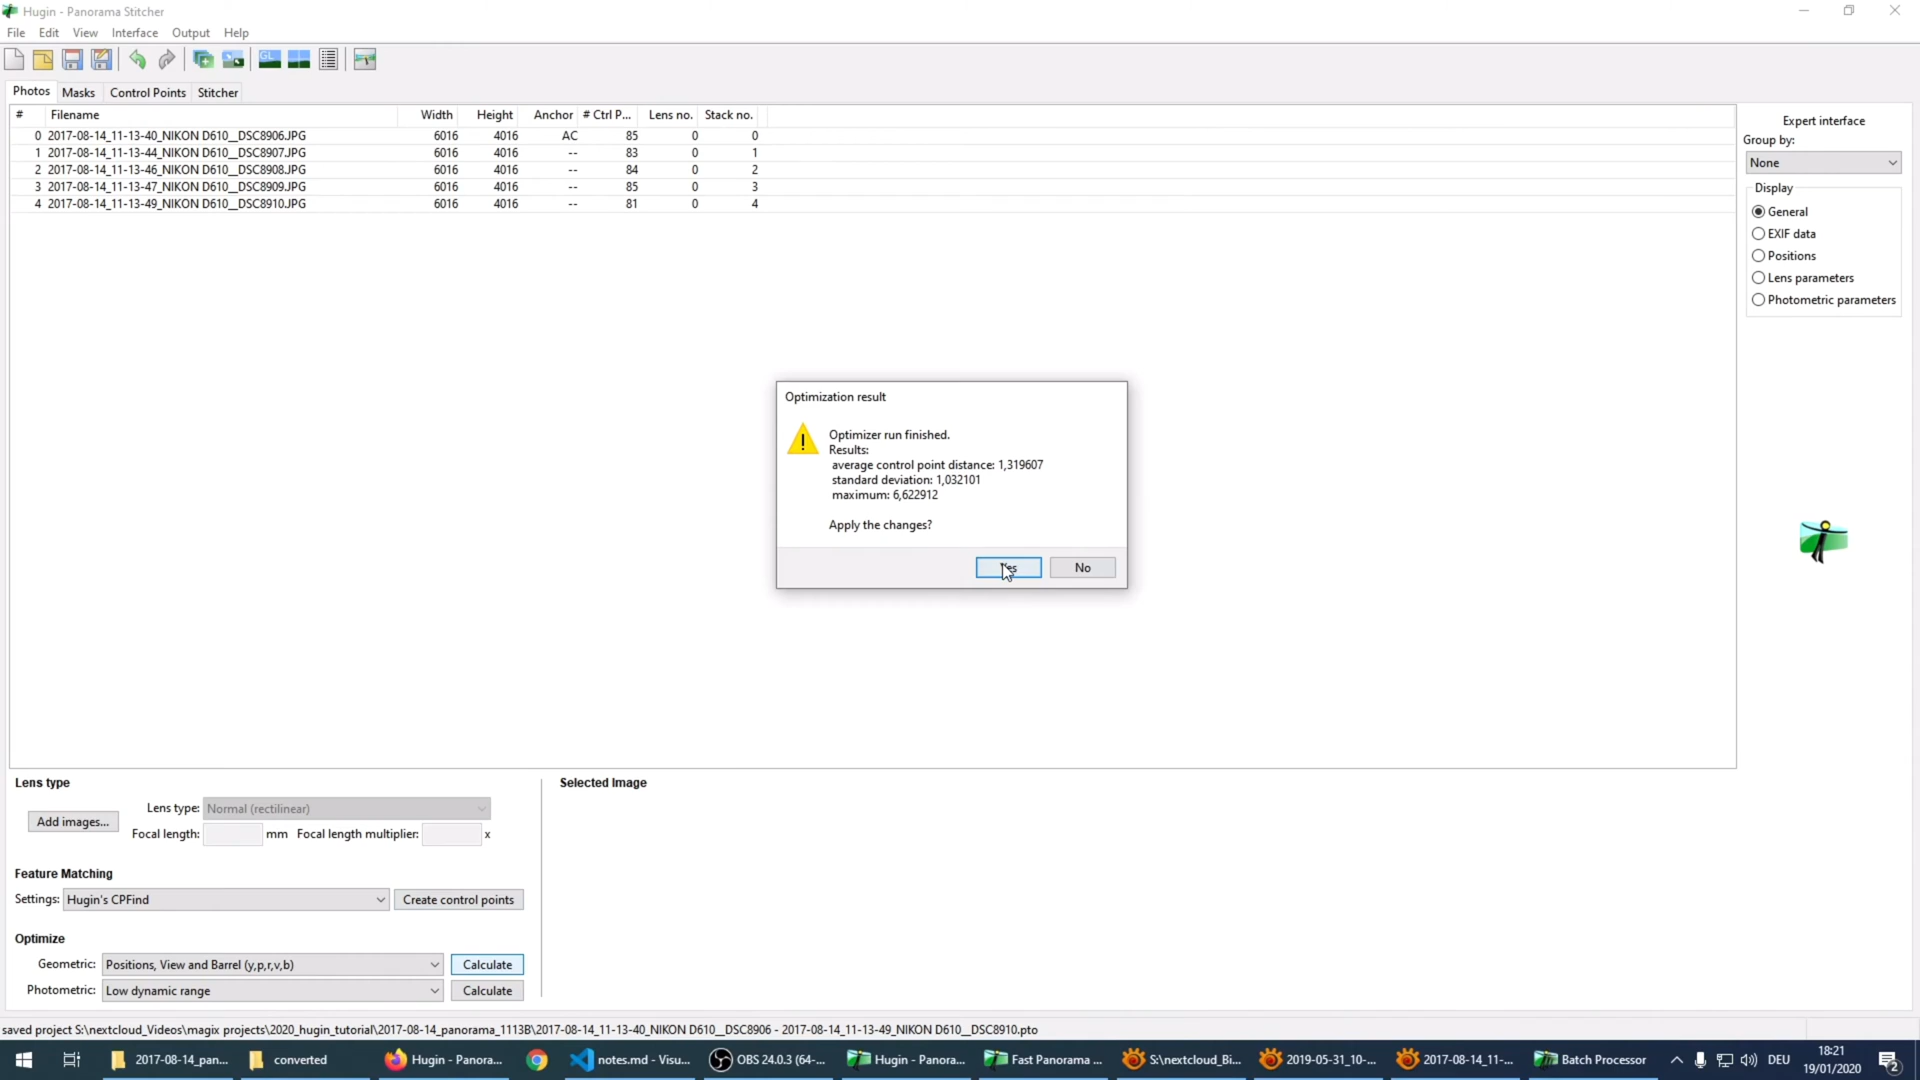 Hugin - Panorama Stitcher
File Edit View Interface Output Help
Photos Masks Control Points Stitcher
# Filename Width Height Anchor # Ctrl P... Lens no. Stack no.
0 2017-08-14_11-13-40_NIKON D610__DSC8906.JPG 6016 4016 AC 85 0 0
1 2017-08-14_11-13-44_NIKON D610__DSC8907.JPG 6016 4016 -- 83 0 1
2 2017-08-14_11-13-46_NIKON D610__DSC8908.JPG 6016 4016 -- 84 0 2
3 2017-08-14_11-13-47_NIKON D610__DSC8909.JPG 6016 4016 -- 85 0 3
4 2017-08-14_11-13-49_NIKON D610__DSC8910.JPG 6016 4016 -- 81 0 4
Expert interface
Group by:
None
Display
General
EXIF data
Positions
Lens parameters
Photometric parameters
Optimization result
Optimizer run finished.
Results:
average control point distance: 1,319607
standard deviation: 1,032101
maximum: 6,622912
Apply the changes?
Yes No
Lens type
Add images...
Lens type: Normal (rectilinear)
Focal length: mm Focal length multiplier: x
Feature Matching
Settings: Hugin's CPFind Create control points
Optimize
Geometric: Positions, View and Barrel (y,p,r,v,b) Calculate
Photometric: Low dynamic range Calculate
Selected Image
saved project S:\nextcloud_Videos\magix projects\2020_hugin_tutorial\2017-08-14_panorama_1113B\2017-08-14_11-13-40_NIKON D610__DSC8906 - 2017-08-14_11-13-49_NIKON D610__DSC8910.pto
2017-08-14_pan... converted Hugin - Panora... notes.md - Visu... OBS 24.0.3 (64-... Hugin - Panora... Fast Panorama ... S:\nextcloud_Bi... 2019-05-31_10-... 2017-08-14_11-... Batch Processor DEU
18:21
19/01/2020
2